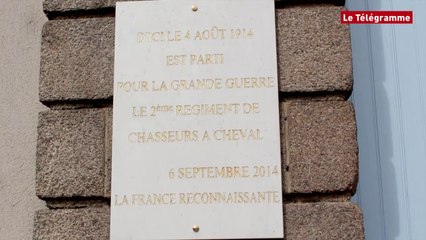 Le Télégramme
D'ICI LE 4 AOÛT 1914
EST PARTI
POUR LA GRANDE GUERRE
LE 2ème REGIMENT DE
CHASSEURS A CHEVAL
6 SEPTEMBRE 2014
LA FRANCE RECONNAISSANTE